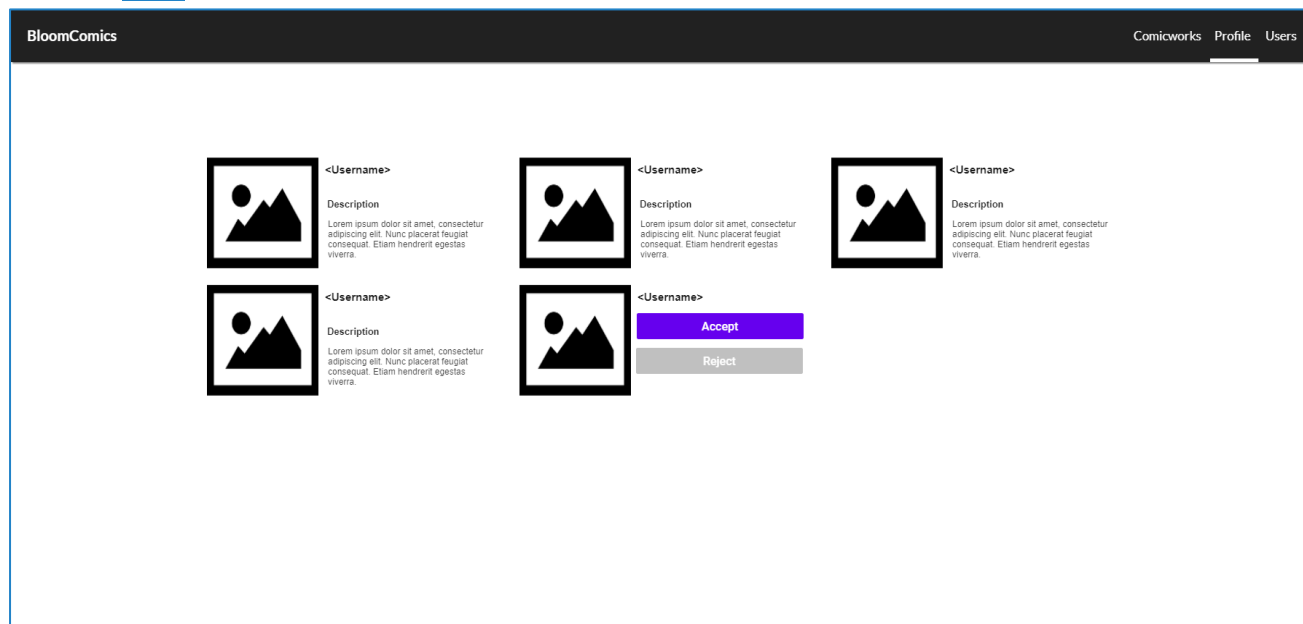 BloomComics
Comicworks Profile Users
<Username>
Description
Lorem ipsum dolor sit amet, consectetur
adipiscing elit. Nunc placerat feugiat
consequat. Etiam hendrerit egestas
viverra.
<Username>
Description
Lorem ipsum dolor sit amet, consectetur
adipiscing elit. Nunc placerat feugiat
consequat. Etiam hendrerit egestas
viverra.
<Username>
Description
Lorem ipsum dolor sit amet, consectetur
adipiscing elit. Nunc placerat feugiat
consequat. Etiam hendrerit egestas
viverra.
<Username>
Description
Lorem ipsum dolor sit amet, consectetur
adipiscing elit. Nunc placerat feugiat
consequat. Etiam hendrerit egestas
viverra.
<Username>
Accept
Reject